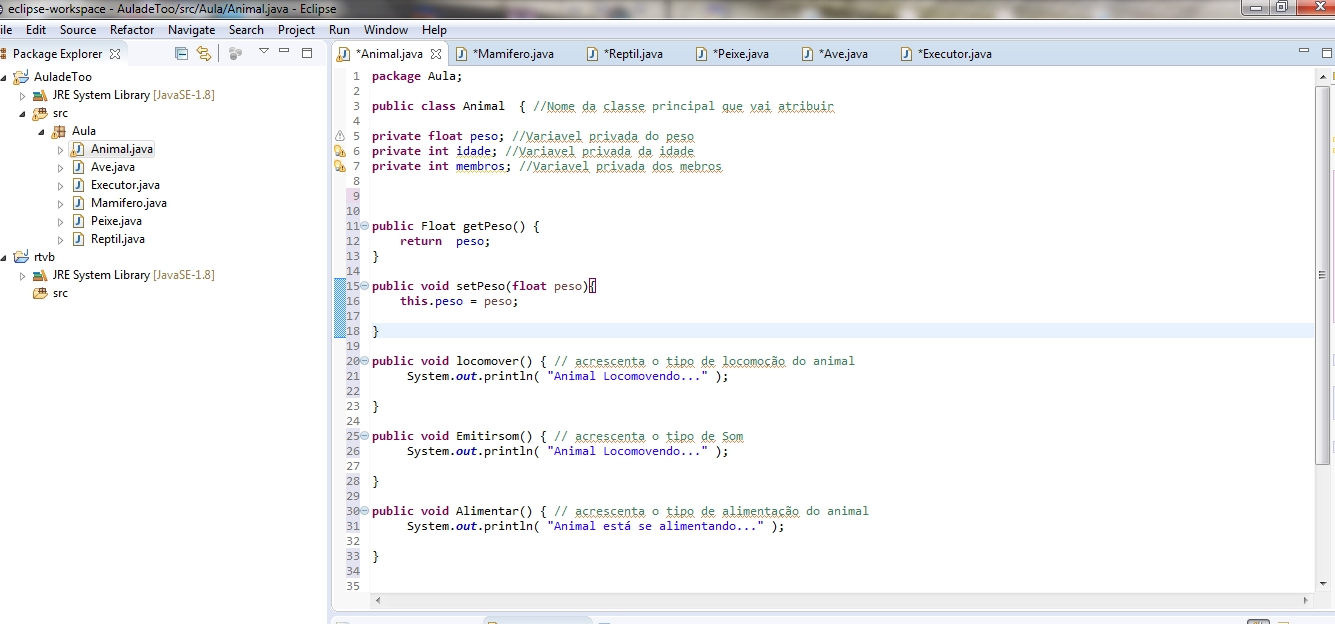 eclipse-workspace - AuladeToo/src/Aula/Animal.java - Eclipse
ile Edit Source Refactor Navigate Search Project Run Window Help
Package Explorer
AuladeToo
JRE System Library [JavaSE-1.8]
src
Aula
Animal.java
Ave.java
Executor.java
Mamifero.java
Peixe.java
Reptil.java
rtvb
JRE System Library [JavaSE-1.8]
src
*Animal.java *Mamifero.java *Reptil.java *Peixe.java *Ave.java *Executor.java
1 package Aula;
2
3 public class Animal { //Nome da classe principal que vai atribuir
4
5 private float peso; //Variavel privada do peso
6 private int idade; //Variavel privada da idade
7 private int membros; //Variavel privada dos mebros
8
9
10
11 public Float getPeso() {
12 return peso;
13 }
14
15 public void setPeso(float peso){
16 this.peso = peso;
17
18 }
19
20 public void locomover() { // acrescenta o tipo de locomoção do animal
21 System.out.println( "Animal Locomovendo..." );
22
23 }
24
25 public void Emitirsom() { // acrescenta o tipo de Som
26 System.out.println( "Animal Locomovendo..." );
27
28 }
29
30 public void Alimentar() { // acrescenta o tipo de alimentação do animal
31 System.out.println( "Animal está se alimentando..." );
32
33 }
34
35